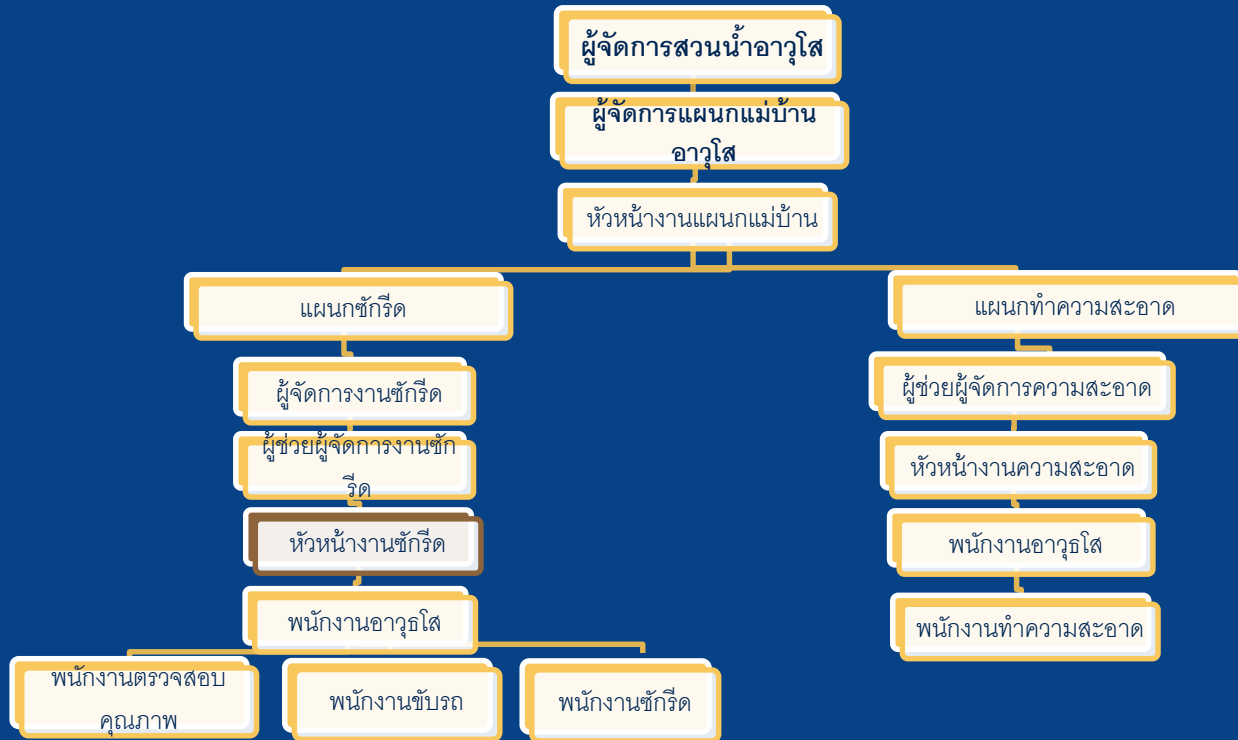 ผู้จัดการสวนน้ำอาวุโส
ผู้จัดการแผนกแม่บ้าน
อาวุโส
หัวหน้างานแผนกแม่บ้าน
แผนกซักรีด
แผนกทำความสะอาด
ผู้จัดการงานซักรีด
ผู้ช่วยผู้จัดการความสะอาด
ผู้ช่วยผู้จัดการงานซัก
รีด
หัวหน้างานความสะอาด
หัวหน้างานซักรีด
พนักงานอาวุธโส
พนักงานอาวุธโส
พนักงานทำความสะอาด
พนักงานตรวจสอบ
คุณภาพ
พนักงานขับรถ
พนักงานซักรีด